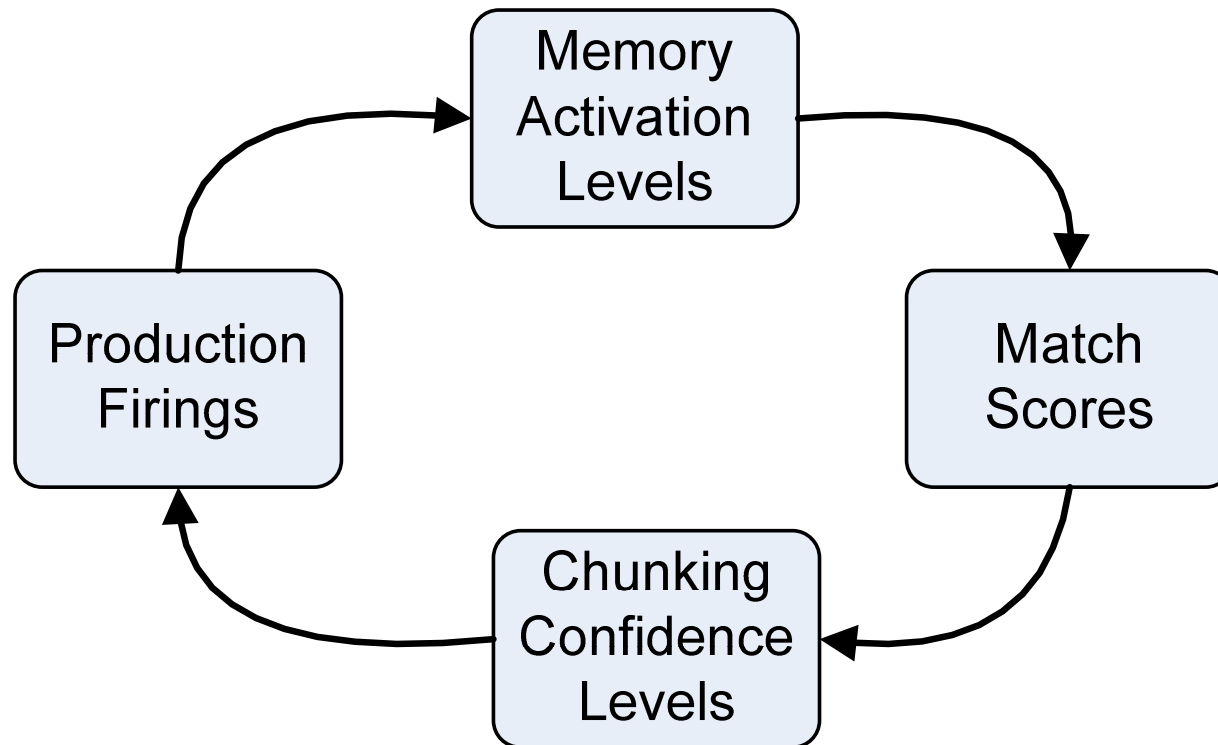 Memory
Activation
Levels
Production
Firings
Match
Scores
Chunking
Confidence
Levels